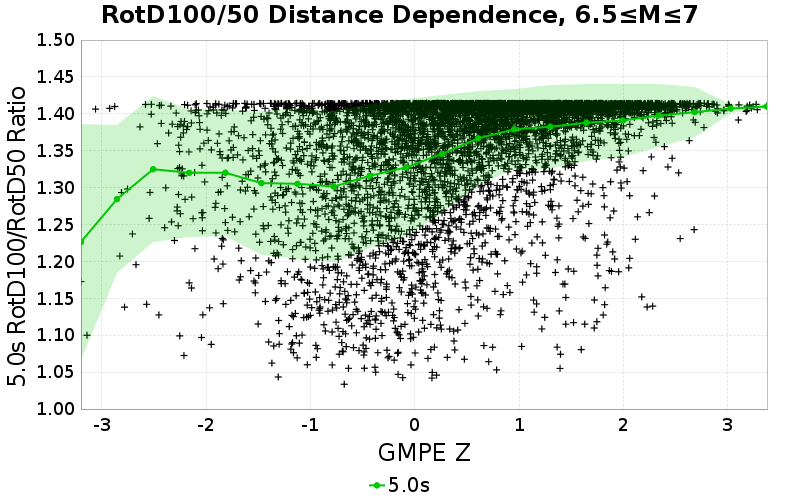 RotD100/50 Distance Dependence, 6.5≤M≤7
5.0s RotD100/RotD50 Ratio
1.50
1.45
1.40
1.35
1.30
1.25
1.20
1.15
1.10
1.05
1.00
-3 -2 -1 0 1 2 3
GMPE Z
5.0s